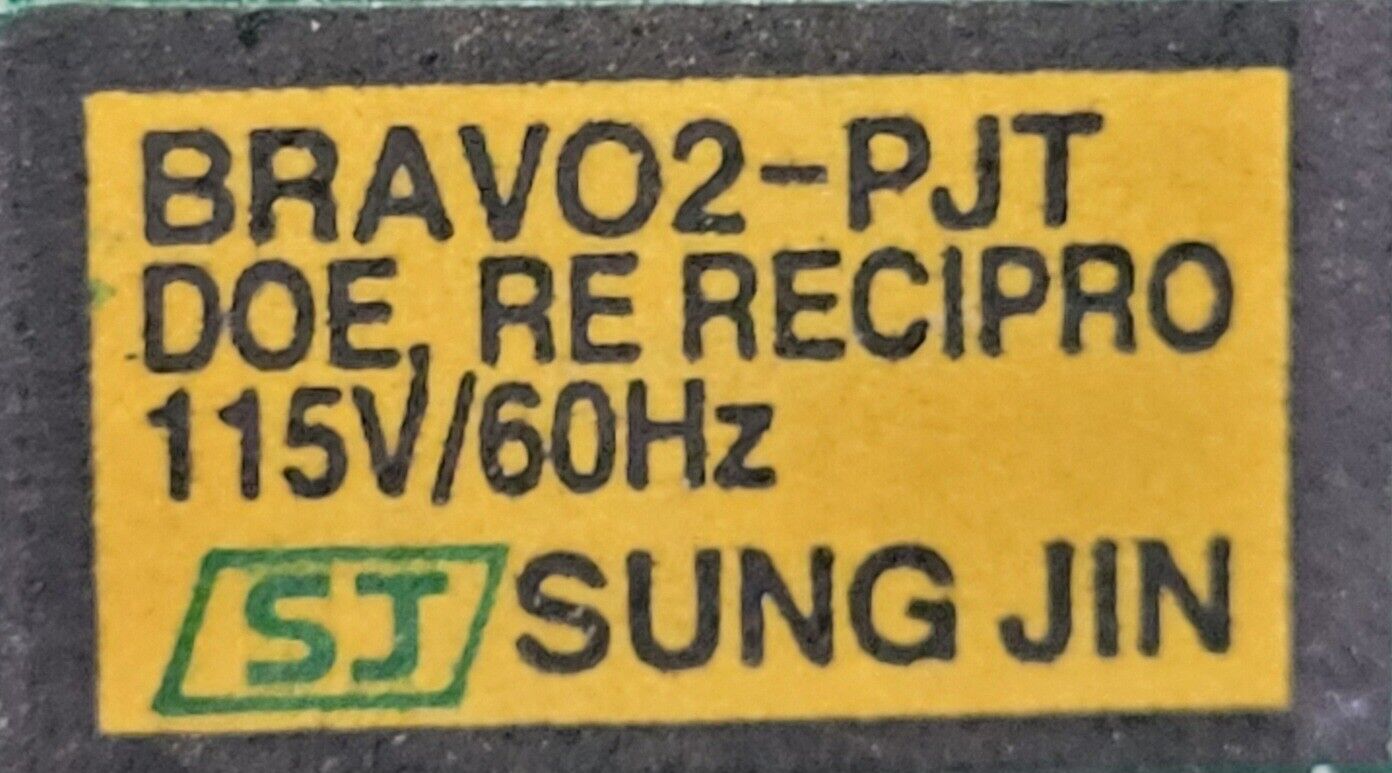 BRAVO2-PJT
DOE, RE RECIPRO
115V/60Hz
SJ SUNG JIN